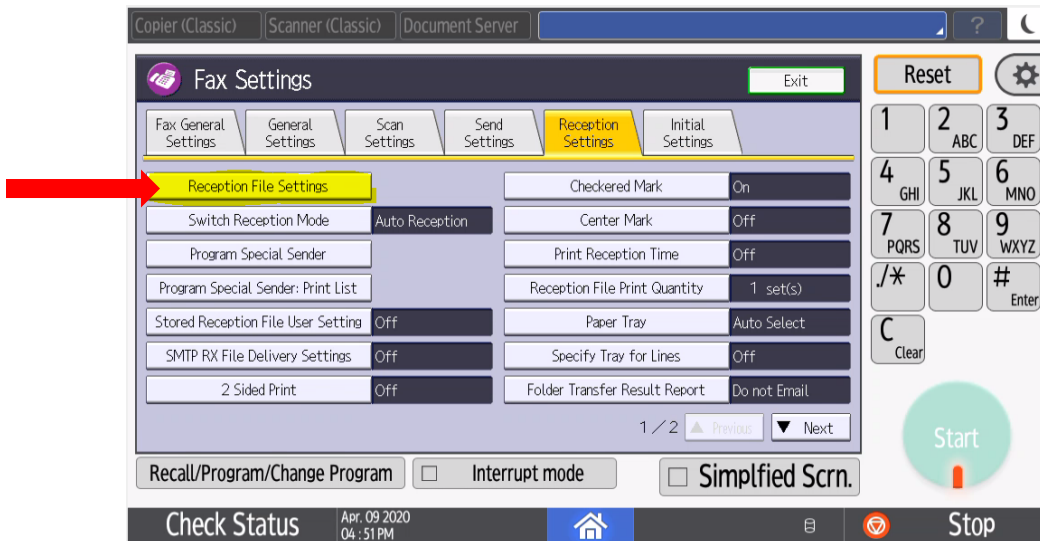 Copier (Classic) Scanner (Classic) Document Server ?
Fax Settings Exit
Fax General Settings
General Settings
Scan Settings
Send Settings
Reception Settings
Initial Settings
Reception File Settings
Switch Reception Mode Auto Reception
Program Special Sender
Program Special Sender: Print List
Stored Reception File User Setting Off
SMTP RX File Delivery Settings Off
2 Sided Print Off
Checkered Mark On
Center Mark Off
Print Reception Time Off
Reception File Print Quantity 1 set(s)
Paper Tray Auto Select
Specify Tray for Lines Off
Folder Transfer Result Report Do not Email
1/2 ▲ Previous ▼ Next
Recall/Program/Change Program Interrupt mode Simplfied Scrn.
Check Status Apr. 09 2020
04:51PM
Reset
1 2 ABC 3 DEF
4 GHI 5 JKL 6 MNO
7 PQRS 8 TUV 9 WXYZ
./* 0 # Enter
C Clear
Start
Stop